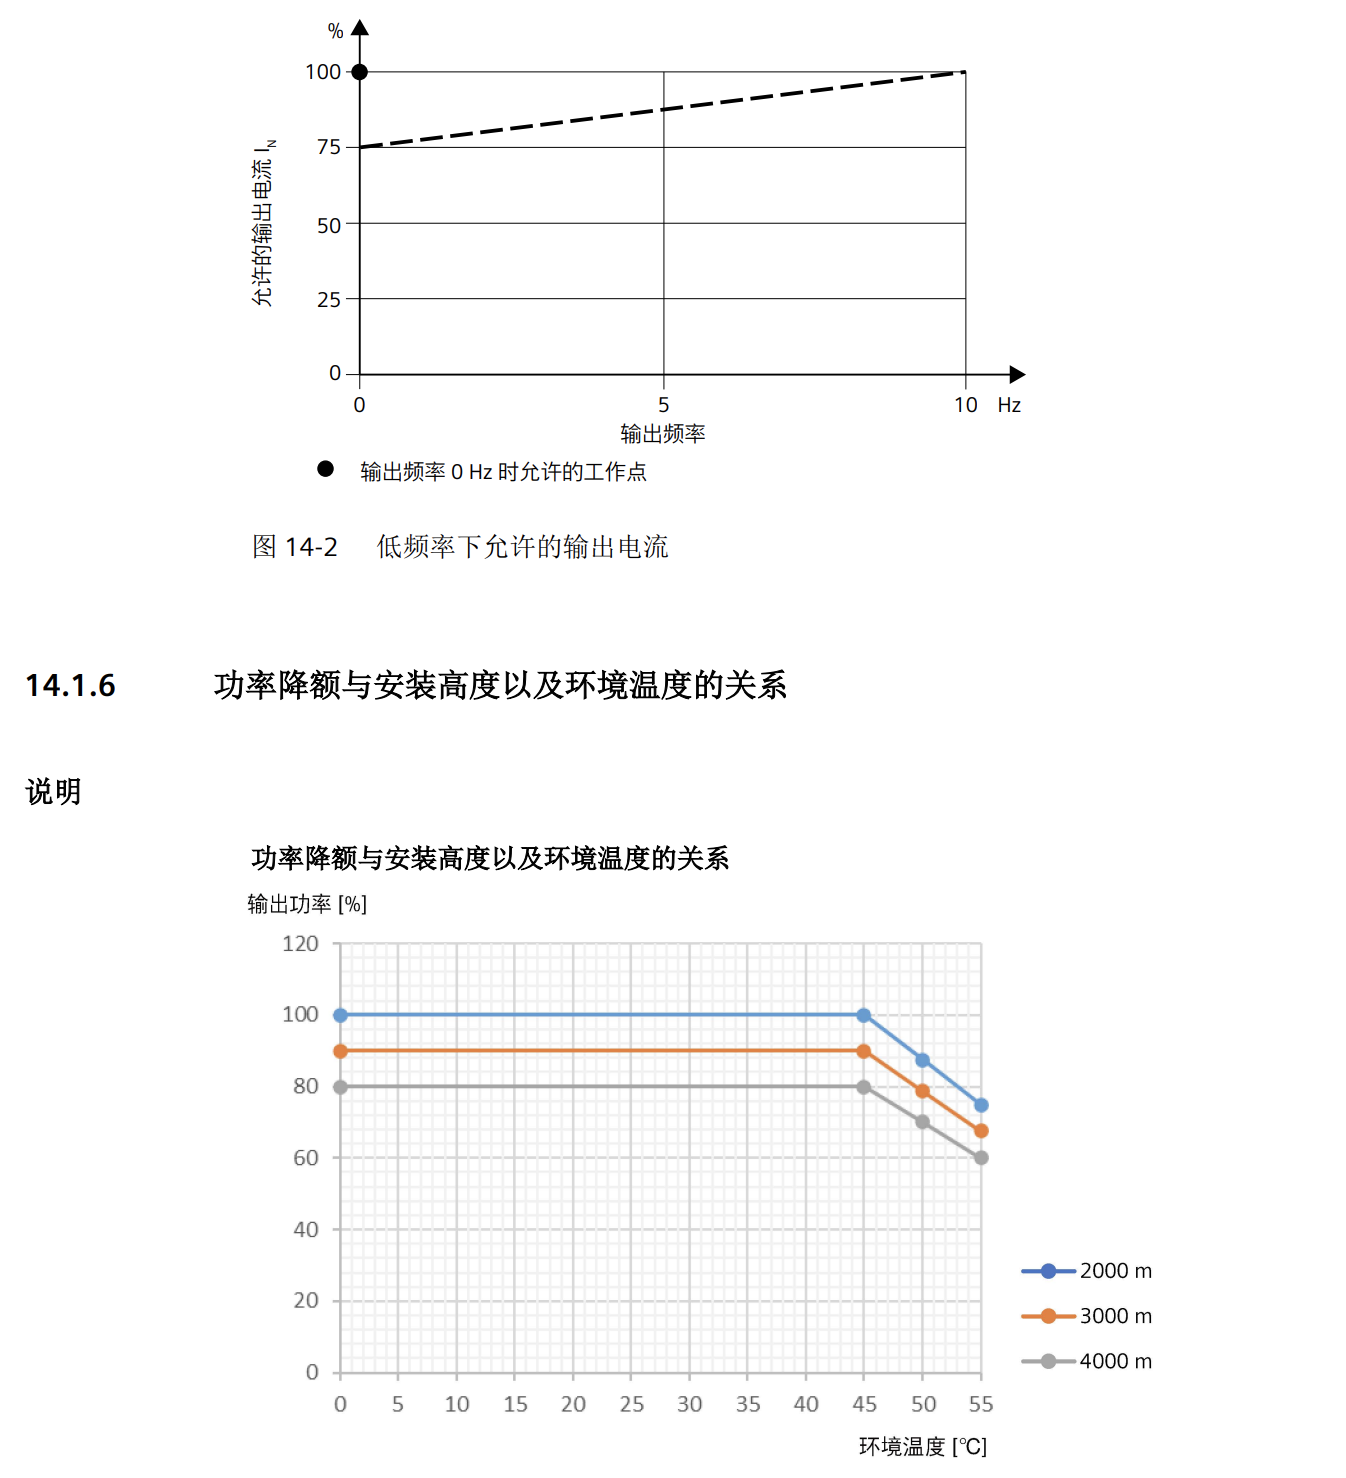 %
100
75
50
25
0
允许的输出电流 IN
0 5 10 Hz
输出频率
输出频率 0 Hz 时允许的工作点
图 14-2 低频率下允许的输出电流
14.1.6 功率降额与安装高度以及环境温度的关系
说明
功率降额与安装高度以及环境温度的关系
输出功率 [%]
120
100
80
60
40
20
0
0 5 10 15 20 25 30 35 40 45 50 55
环境温度 [℃]
2000 m
3000 m
4000 m